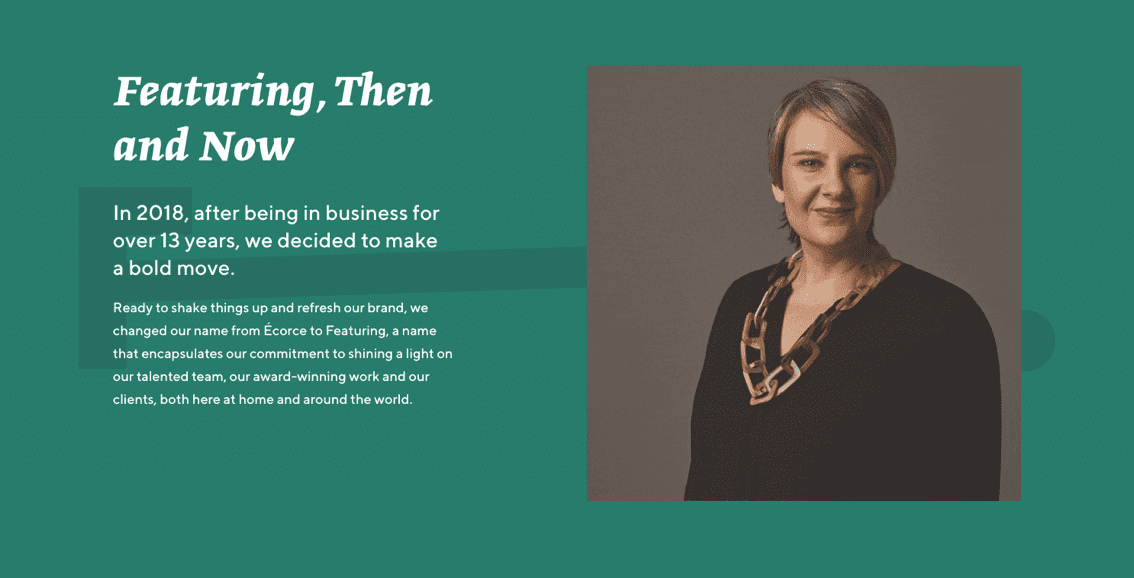 Featuring, Then
and Now
In 2018, after being in business for
over 13 years, we decided to make
a bold move.
Ready to shake things up and refresh our brand, we
changed our name from Écorce to Featuring, a name
that encapsulates our commitment to shining a light on
our talented team, our award-winning work and our
clients, both here at home and around the world.